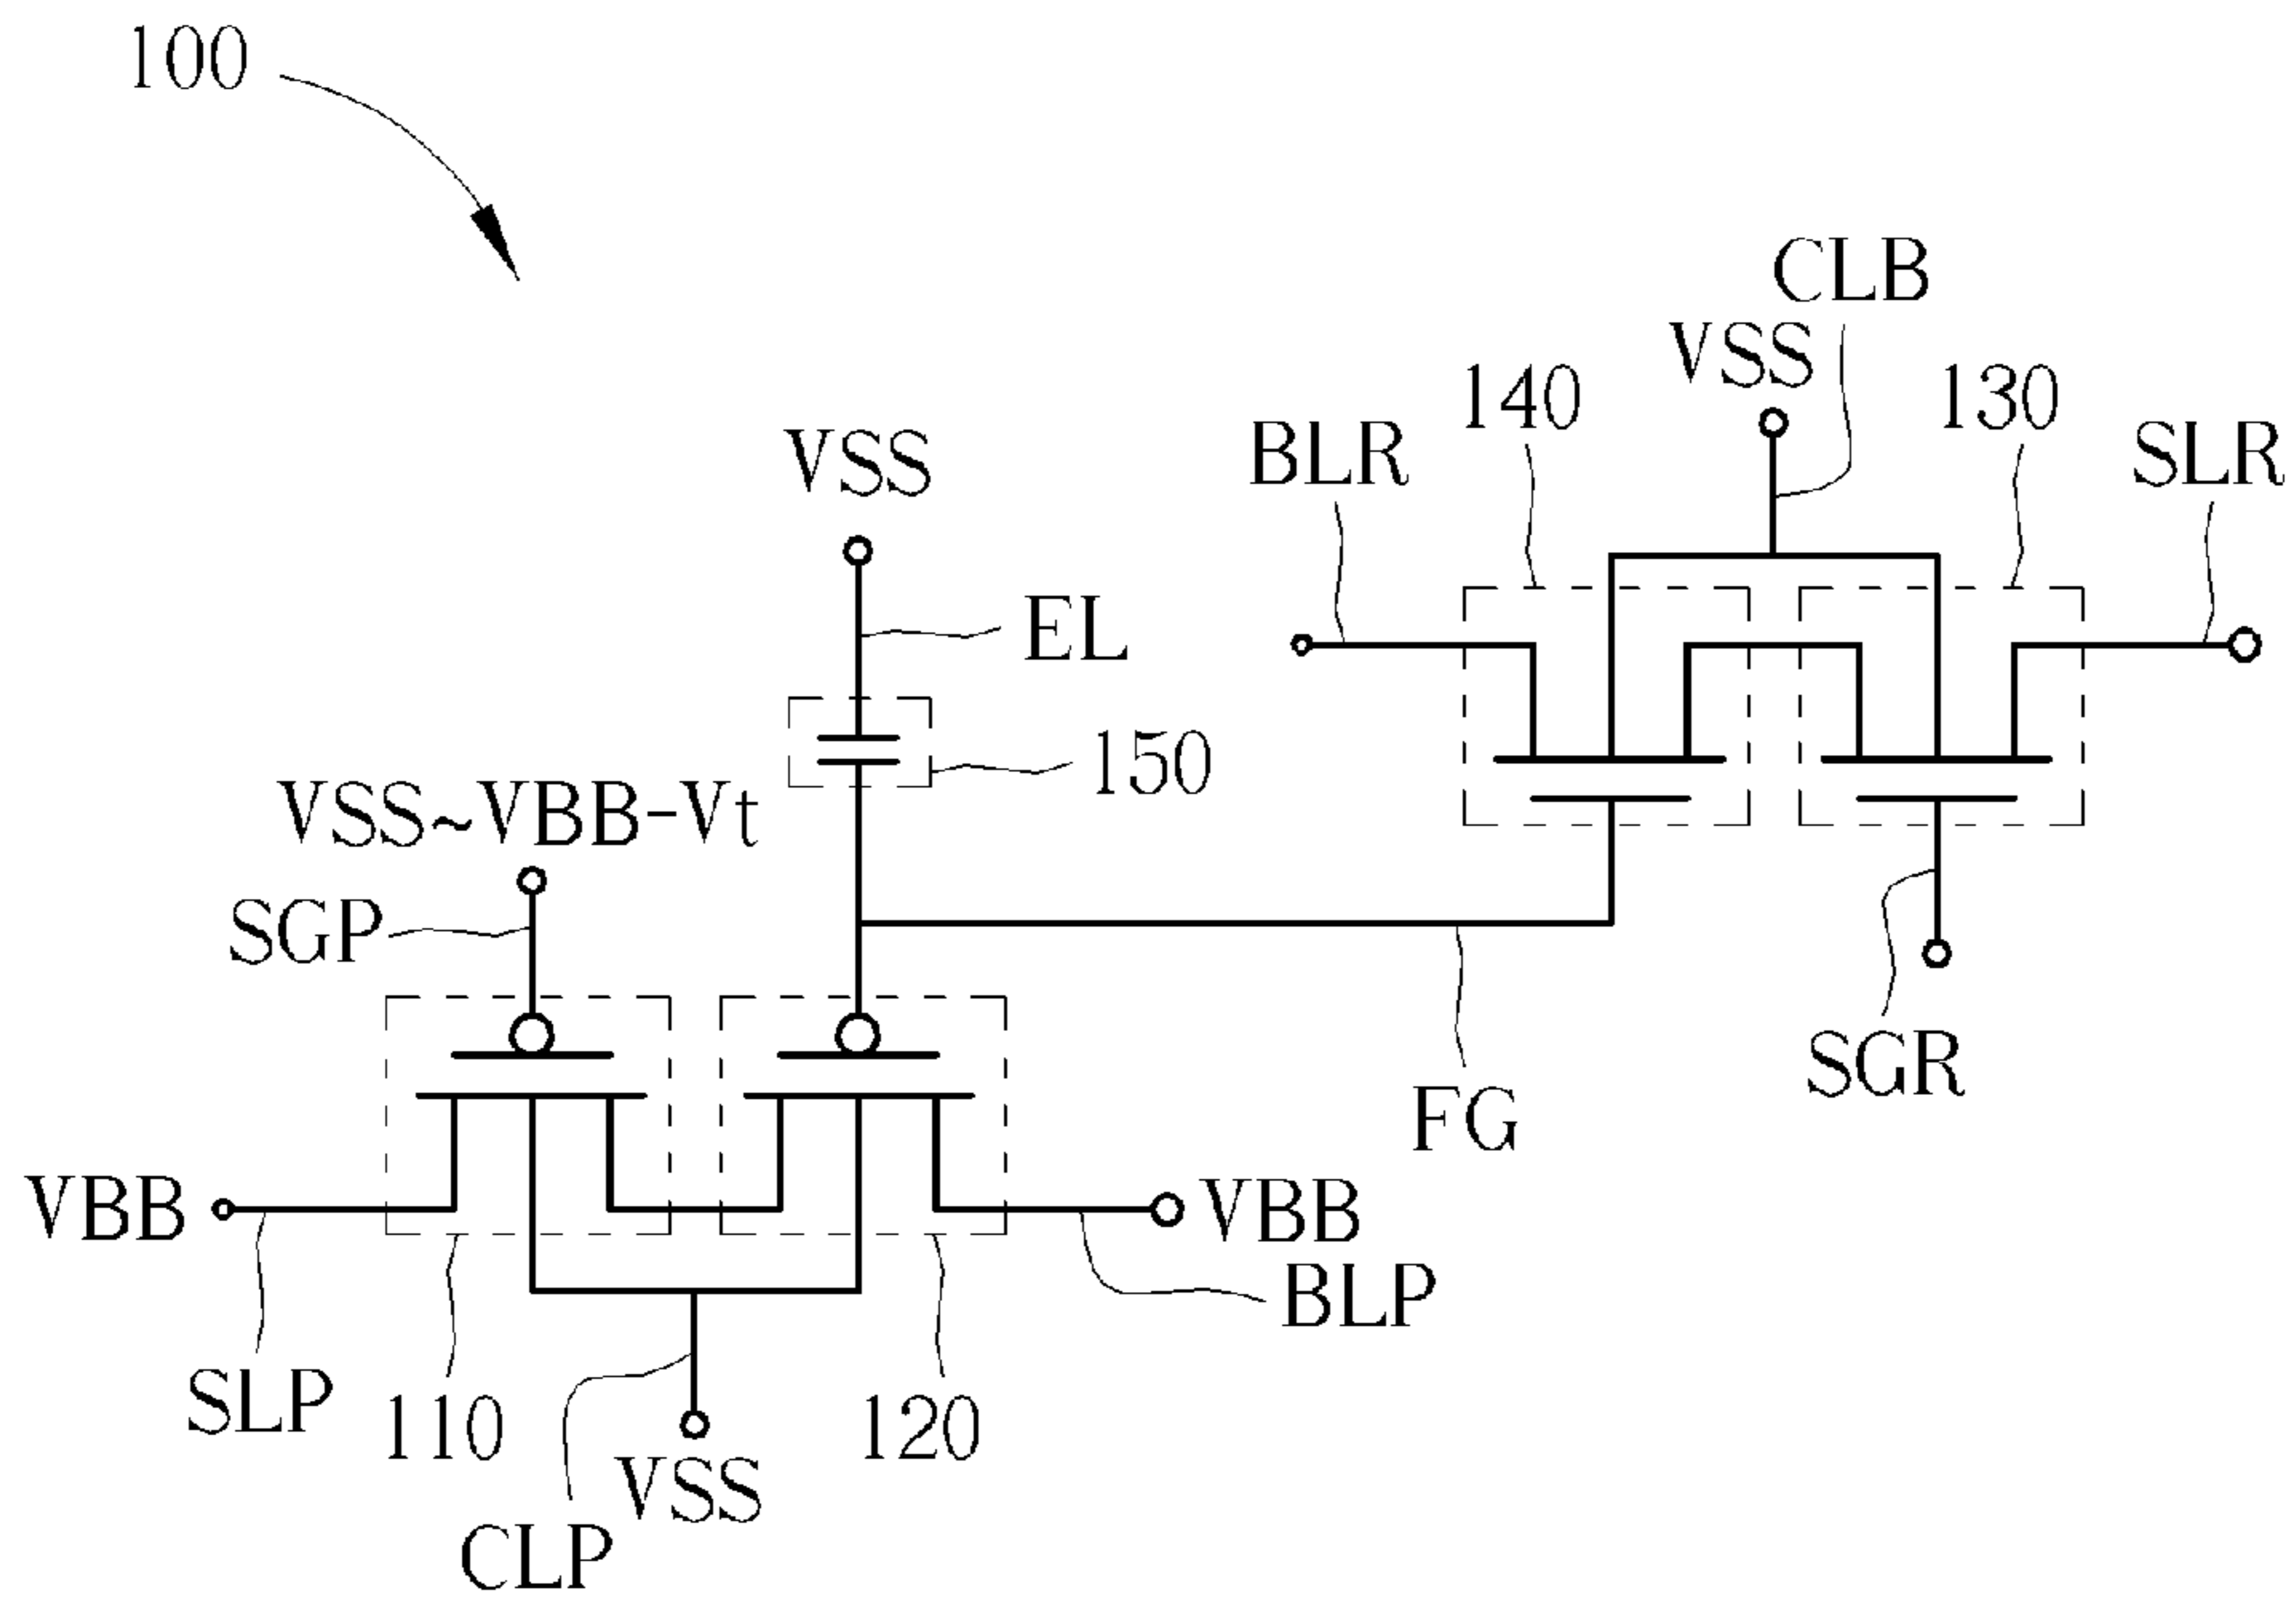 100
CLB
VSS
140
130
BLR
SLR
VSS
EL
150
VSS~VBB-Vt
SGP
SGR
FG
VBB
VBB
BLP
SLP
110
120
VSS
CLP